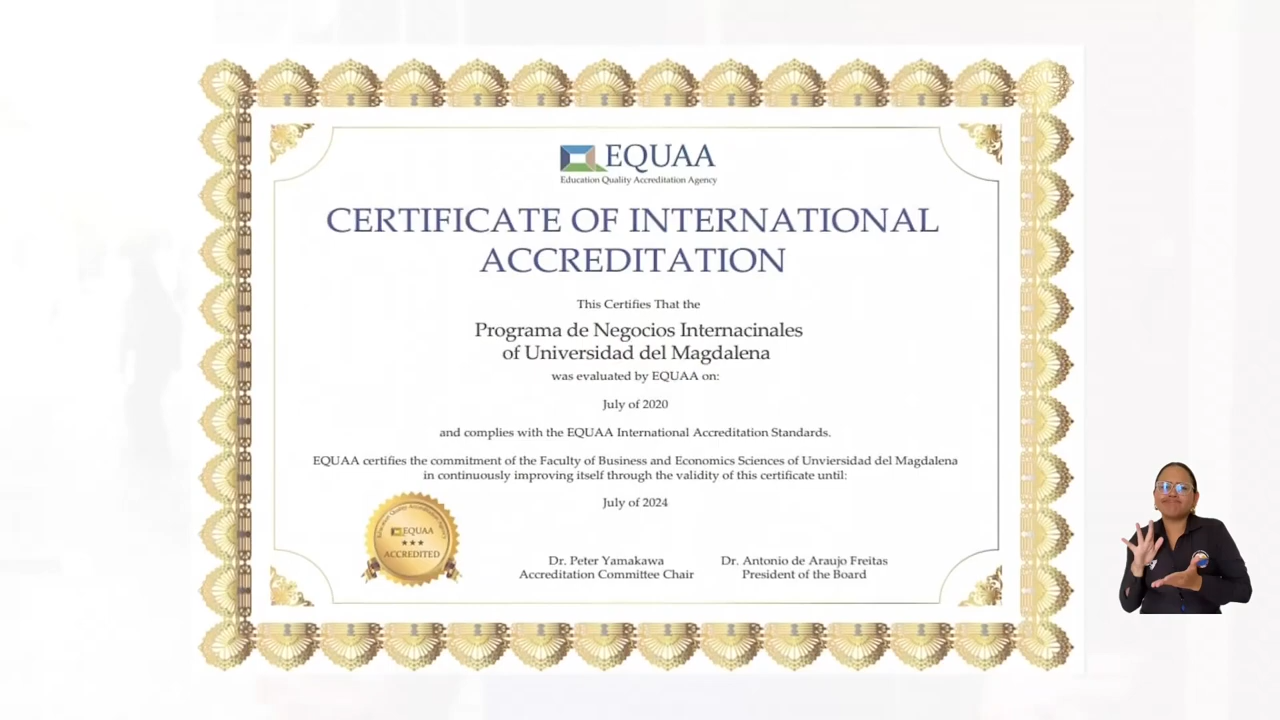 EQUAA
Education Quality Accreditation Agency
CERTIFICATE OF INTERNATIONAL
ACCREDITATION
This Certifies That the
Programa de Negocios Internacinales
of Universidad del Magdalena
was evaluated by EQUAA on:
July of 2020
and complies with the EQUAA International Accreditation Standards.
EQUAA certifies the commitment of the Faculty of Business and Economics Sciences of Unviersidad del Magdalena
in continuously improving itself through the validity of this certificate until:
July of 2024
Education Quality Accreditation Agency
EQUAA
ACCREDITED
Dr. Peter Yamakawa
Accreditation Committee Chair
Dr. Antonio de Araujo Freitas
President of the Board